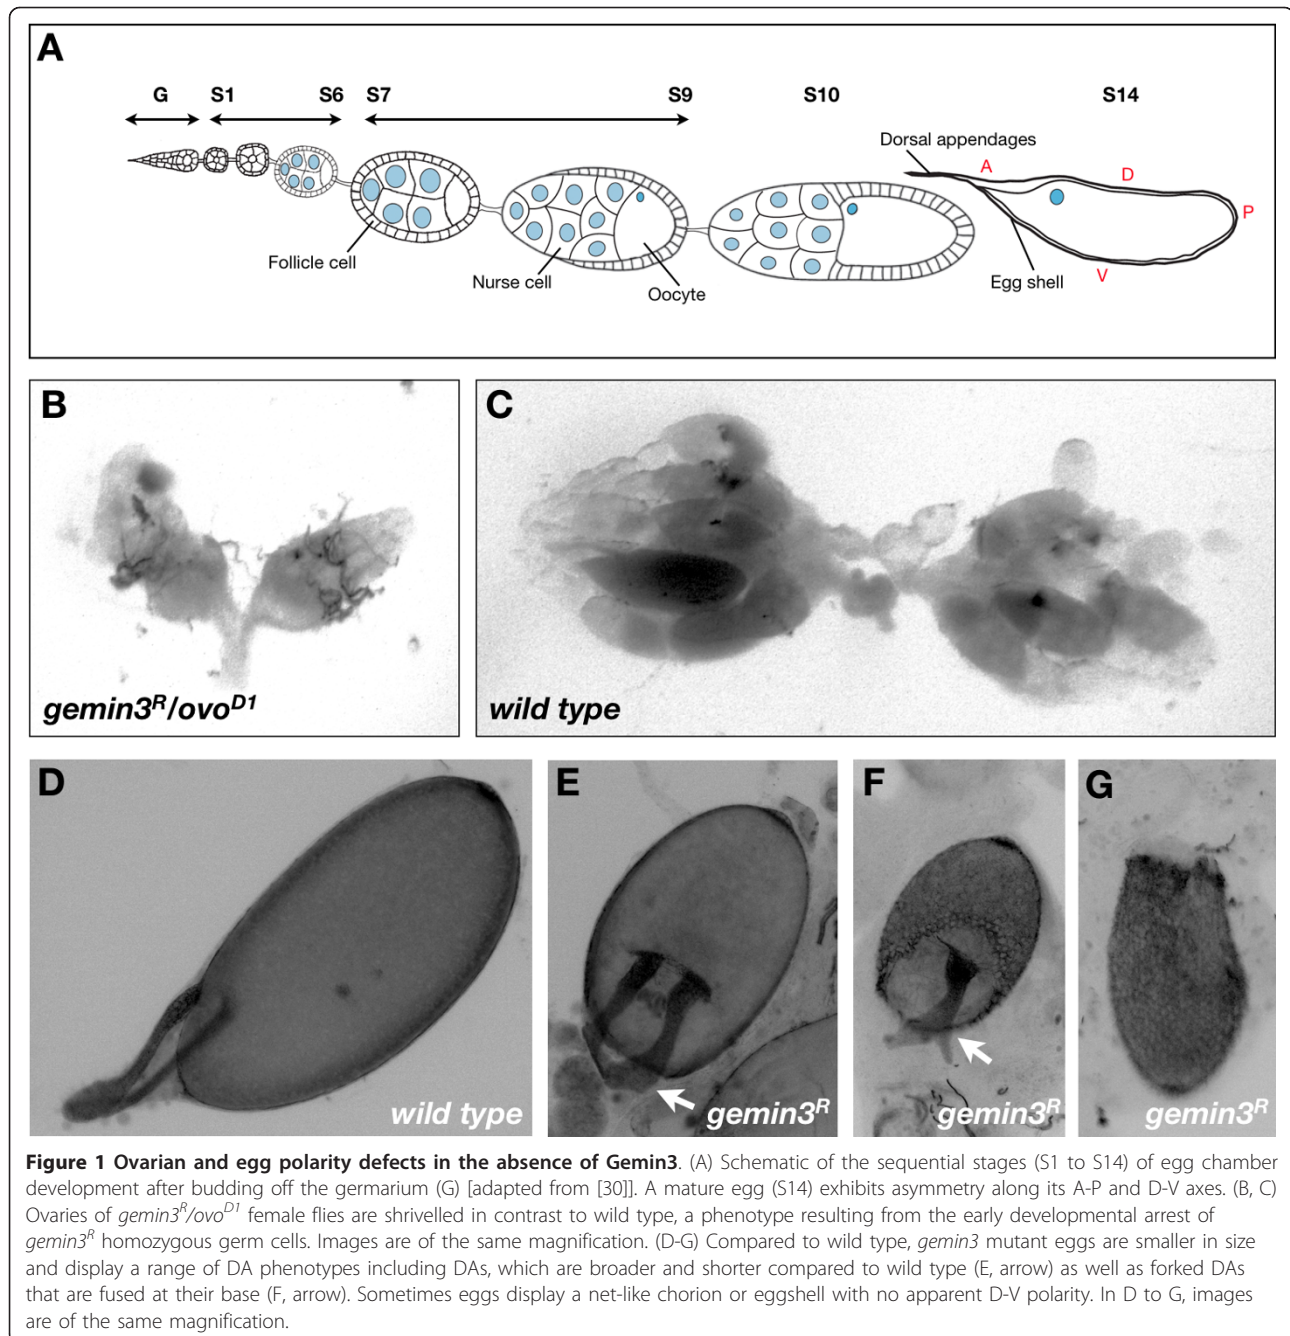 A
G S1 S6 S7 S9 S10 S14
Dorsal appendages
A
D
P
V
Follicle cell
Nurse cell
Oocyte
Egg shell
B
gemin3R/ovoD1
C
wild type
D
wild type
E
gemin3R
F
gemin3R
G
gemin3R
Figure 1 Ovarian and egg polarity defects in the absence of Gemin3. (A) Schematic of the sequential stages (S1 to S14) of egg chamber
development after budding off the germarium (G) [adapted from [30]]. A mature egg (S14) exhibits asymmetry along its A-P and D-V axes. (B, C)
Ovaries of gemin3R/ovoD1 female flies are shrivelled in contrast to wild type, a phenotype resulting from the early developmental arrest of
gemin3R homozygous germ cells. Images are of the same magnification. (D-G) Compared to wild type, gemin3 mutant eggs are smaller in size
and display a range of DA phenotypes including DAs, which are broader and shorter compared to wild type (E, arrow) as well as forked DAs
that are fused at their base (F, arrow). Sometimes eggs display a net-like chorion or eggshell with no apparent D-V polarity. In D to G, images
are of the same magnification.